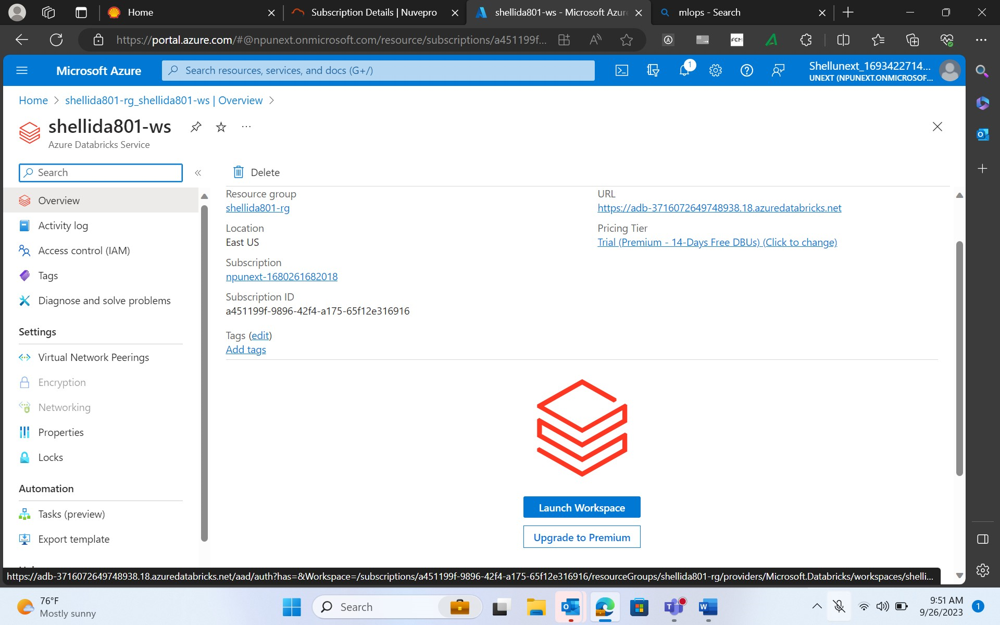 Home
Subscription Details | Nuvepro
shellida801-ws - Microsoft Azur
mlops - Search
https://portal.azure.com/#@npunext.onmicrosoft.com/resource/subscriptions/a451199f...
FCM
Microsoft Azure
Search resources, services, and docs (G+/)
1
Shellunext_1693422714...
UNEXT (NPUNEXT.ONMICROSOF...
Home > shellida801-rg_shellida801-ws | Overview >
shellida801-ws
Azure Databricks Service
Search
Delete
Overview
Activity log
Access control (IAM)
Tags
Diagnose and solve problems
Settings
Virtual Network Peerings
Encryption
Networking
Properties
Locks
Automation
Tasks (preview)
Export template
Resource group
shellida801-rg
Location
East US
Subscription
npunext-1680261682018
Subscription ID
a451199f-9896-42f4-a175-65f12e316916
Tags (edit)
Add tags
URL
https://adb-3716072649748938.18.azuredatabricks.net
Pricing Tier
Trial (Premium - 14-Days Free DBUs) (Click to change)
Launch Workspace
Upgrade to Premium
https://adb-3716072649748938.18.azuredatabricks.net/aad/auth?has=&Workspace=/subscriptions/a451199f-9896-42f4-a175-65f12e316916/resourceGroups/shellida801-rg/providers/Microsoft.Databricks/workspaces/shelli...
76°F
Mostly sunny
Search
9:51 AM
9/26/2023
1